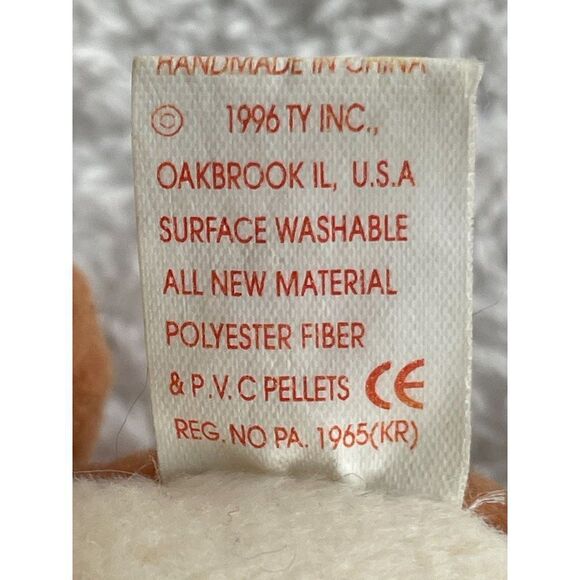 HANDMADE IN CHINA
© 1996 TY INC.,
OAKBROOK IL, U.S.A
SURFACE WASHABLE
ALL NEW MATERIAL
POLYESTER FIBER
& P.V.C PELLETS CE
REG. NO PA. 1965(KR)